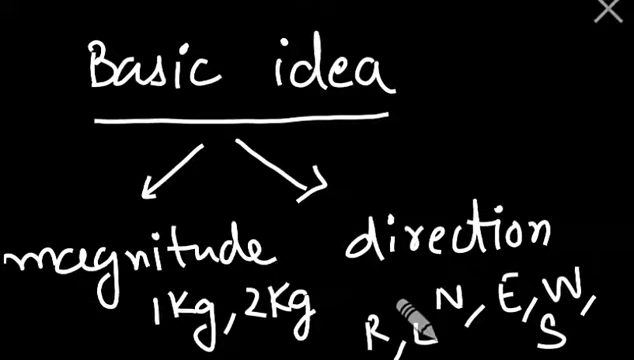 Basic idea
magnitude direction
1Kg, 2Kg R, L N, E, W,
S